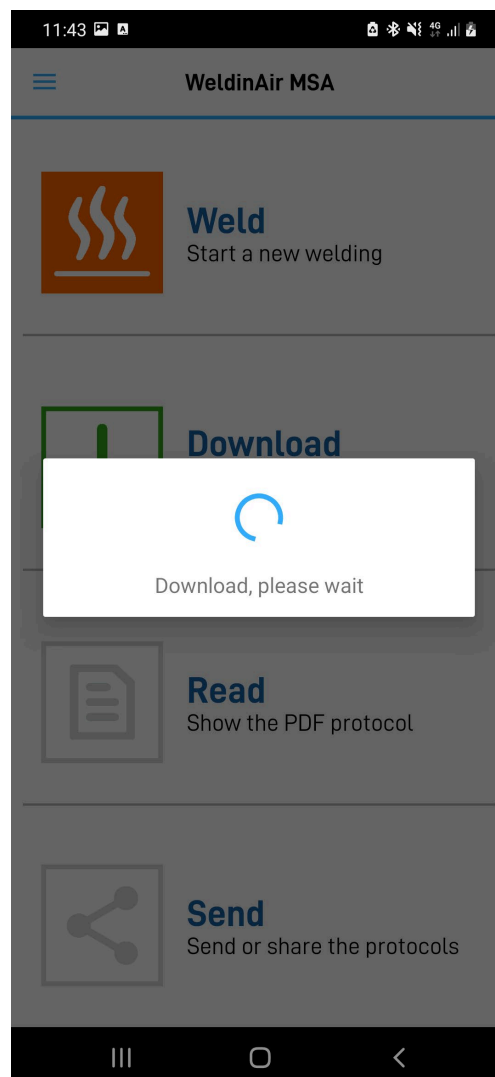 11:43
4G
WeldinAir MSA
Weld
Start a new welding
Download
Download, please wait
Read
Show the PDF protocol
Send
Send or share the protocols